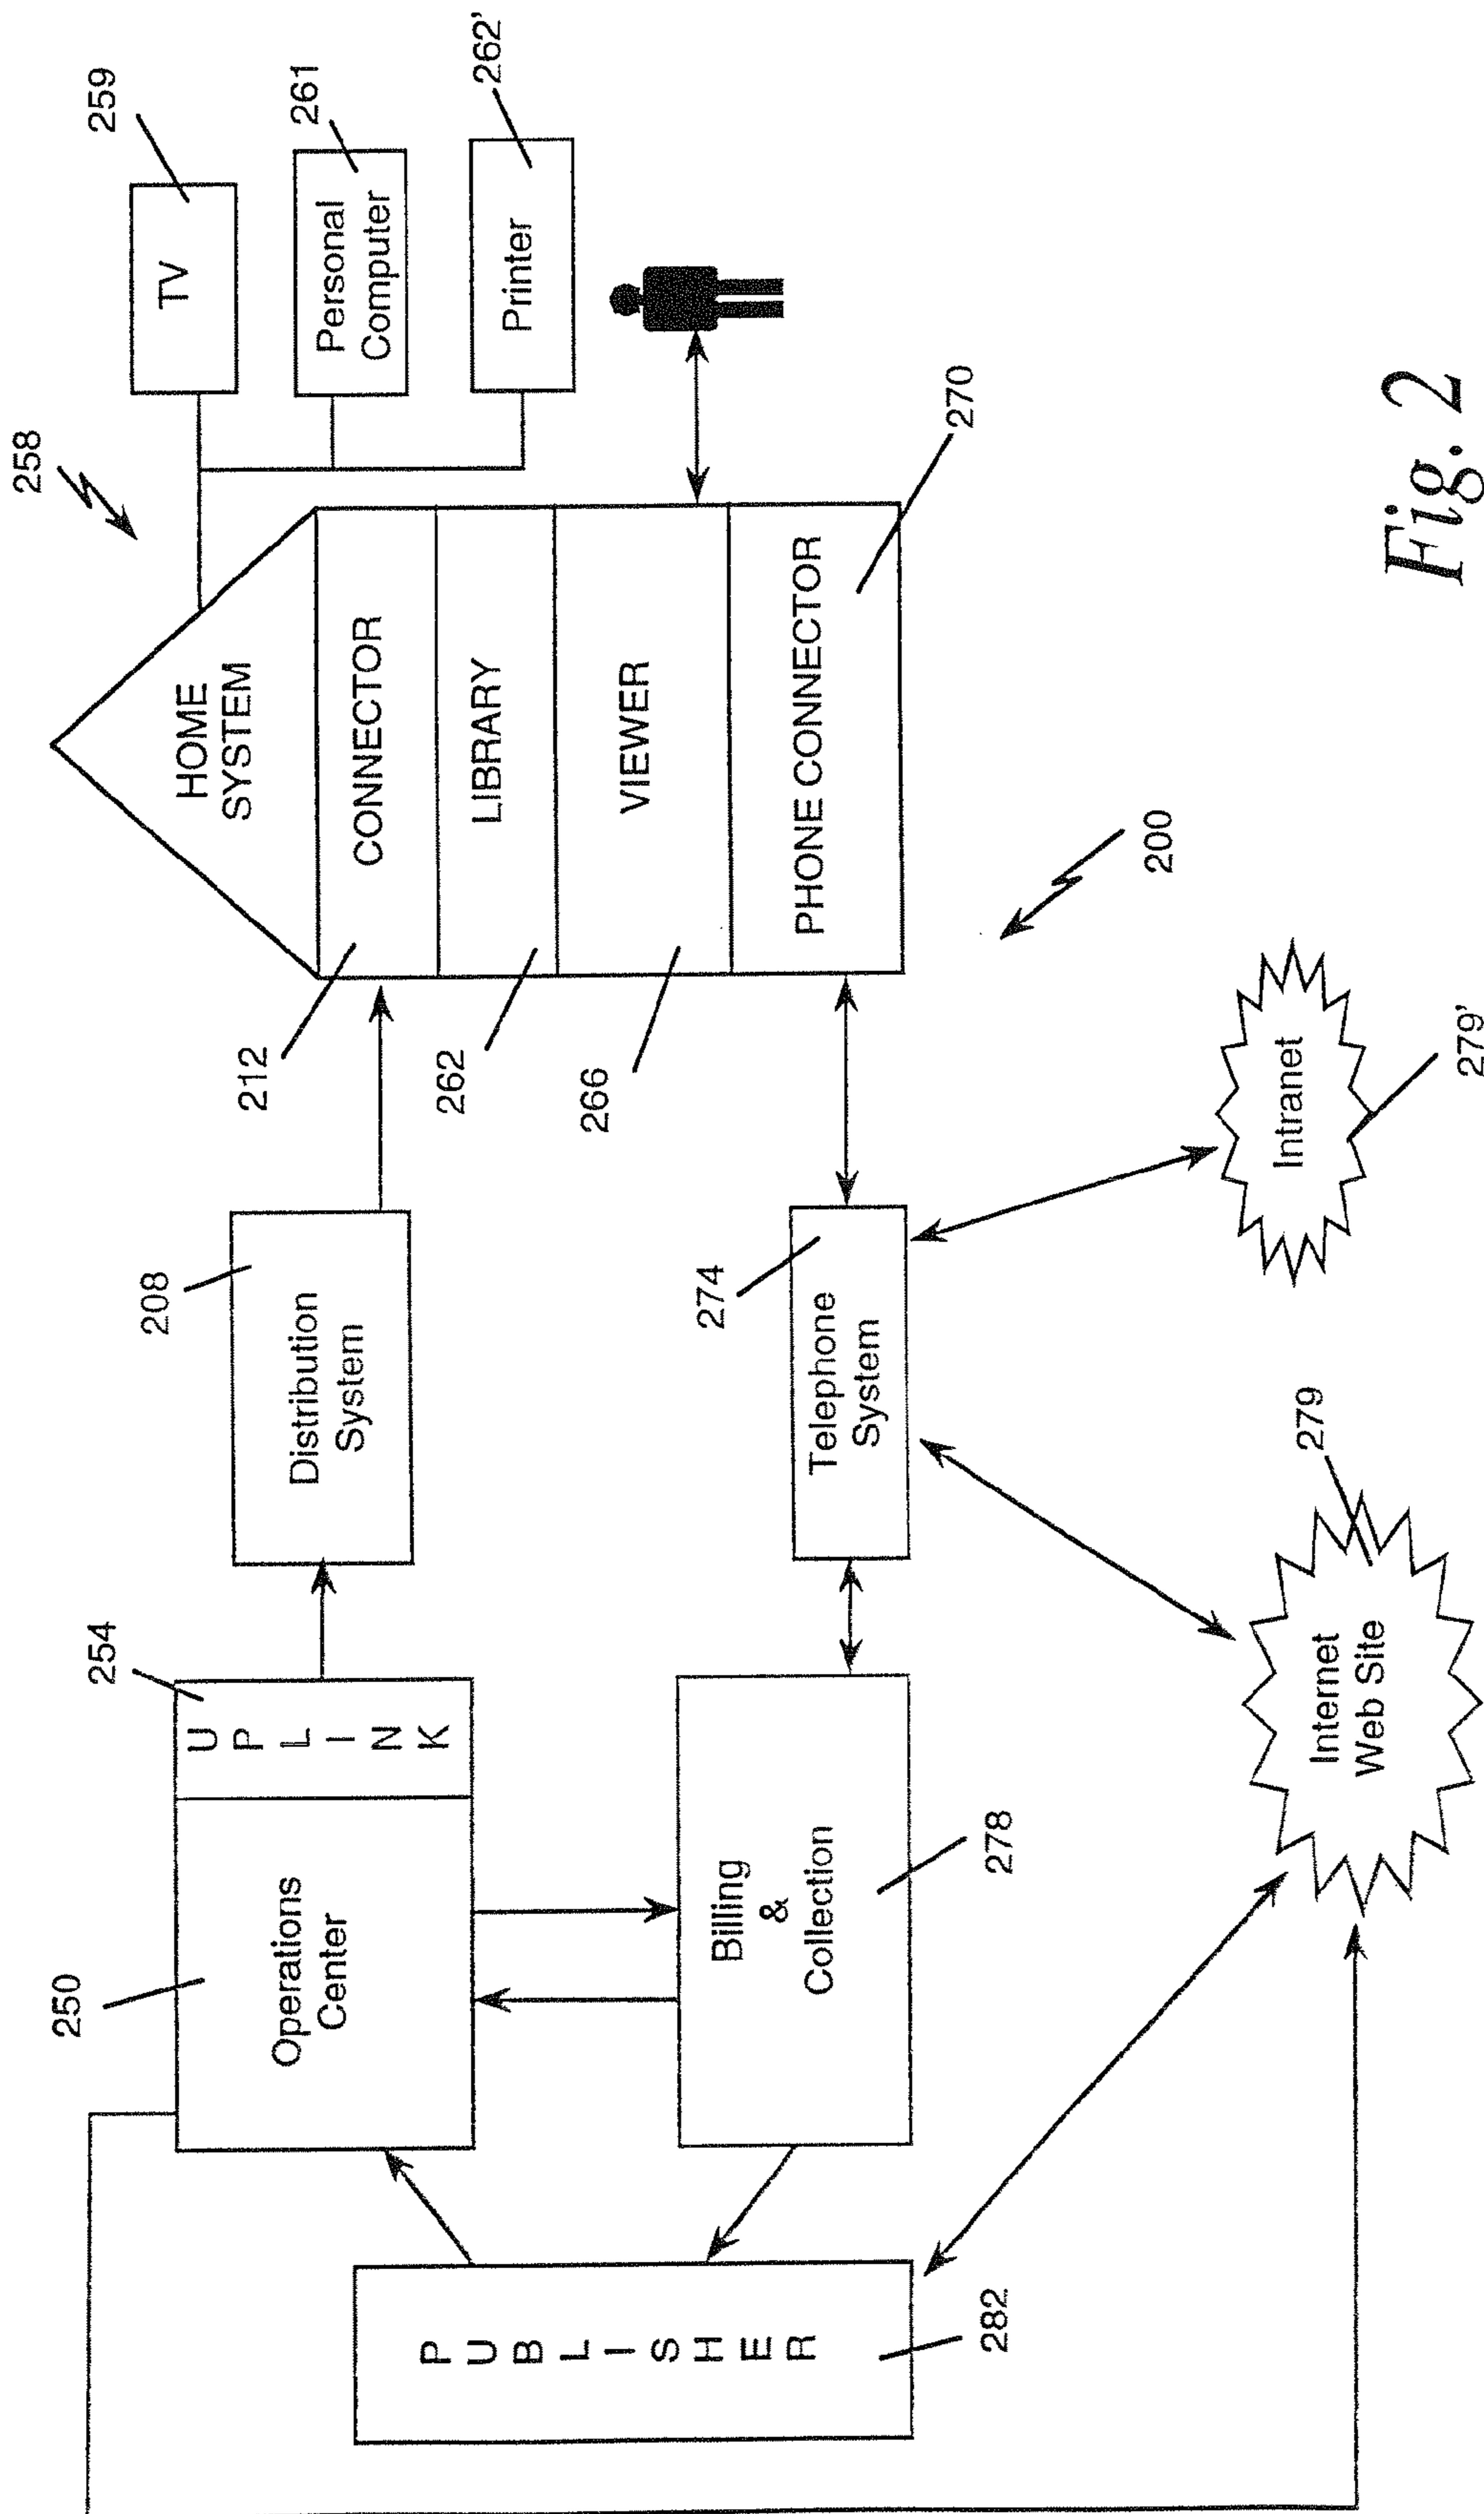 258
259
TV
261
Personal
Computer
262'
Printer
HOME
SYSTEM
CONNECTOR
LIBRARY
VIEWER
PHONE CONNECTOR
270
212
262
266
208
Distribution
System
254
U
P
L
I
N
K
250
Operations
Center
274
Telephone
System
Billing
&
Collection
278
P
U
B
L
I
S
H
E
R
282
Internet
Web Site
279
Intranet
279'
200
Fig. 2